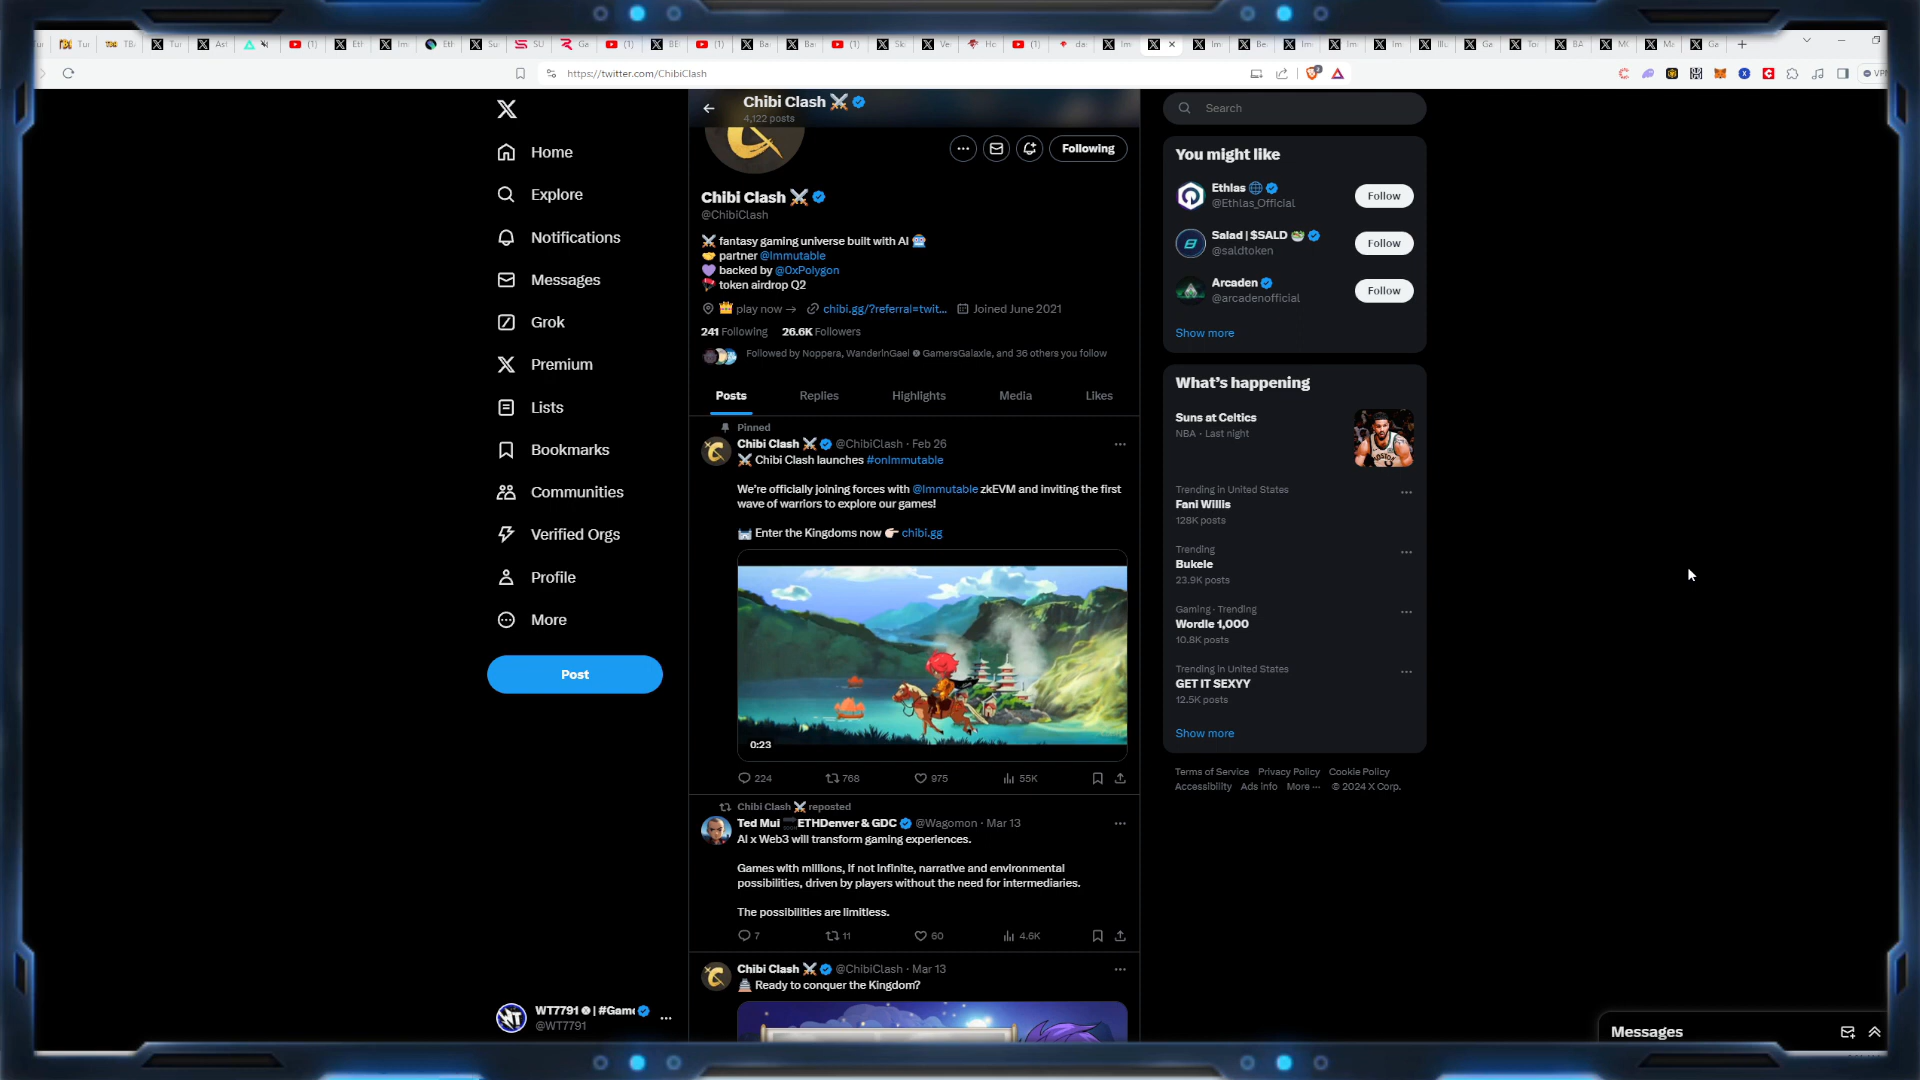 https://twitter.com/ChibiClash
VPN
Home
Explore
Notifications
Messages
Grok
Premium
Lists
Bookmarks
Communities
Verified Orgs
Profile
More
Post
WT7791 | #Game
@WT7791
Chibi Clash
4,122 posts
Following
Chibi Clash
@ChibiClash
fantasy gaming universe built with AI
partner @Immutable
backed by @0xPolygon
token airdrop Q2
play now → chibi.gg/?referral=twit... Joined June 2021
241 Following 26.6K Followers
Followed by Noppera, WanderinGael GamersGalaxie, and 36 others you follow
Posts Replies Highlights Media Likes
Pinned
Chibi Clash @ChibiClash · Feb 26
Chibi Clash launches #onImmutable
We're officially joining forces with @Immutable zkEVM and inviting the first
wave of warriors to explore our games!
Enter the Kingdoms now chibi.gg
0:23
224 768 975 55K
Chibi Clash reposted
Ted Mui ETHDenver & GDC @Wagomon · Mar 13
AI x Web3 will transform gaming experiences.
Games with millions, if not infinite, narrative and environmental
possibilities, driven by players without the need for intermediaries.
The possibilities are limitless.
7 11 60 4.6K
Chibi Clash @ChibiClash · Mar 13
Ready to conquer the Kingdom?
Search
You might like
Ethlas
@Ethlas_Official
Follow
Salad | $SALD
@saldtoken
Follow
Arcaden
@arcadenofficial
Follow
Show more
What's happening
Suns at Celtics
NBA · Last night
Trending in United States
Fani Willis
128K posts
Trending
Bukele
23.9K posts
Gaming · Trending
Wordle 1,000
10.8K posts
Trending in United States
GET IT SEXYY
12.5K posts
Show more
Terms of Service Privacy Policy Cookie Policy
Accessibility Ads info More ··· © 2024 X Corp.
Messages